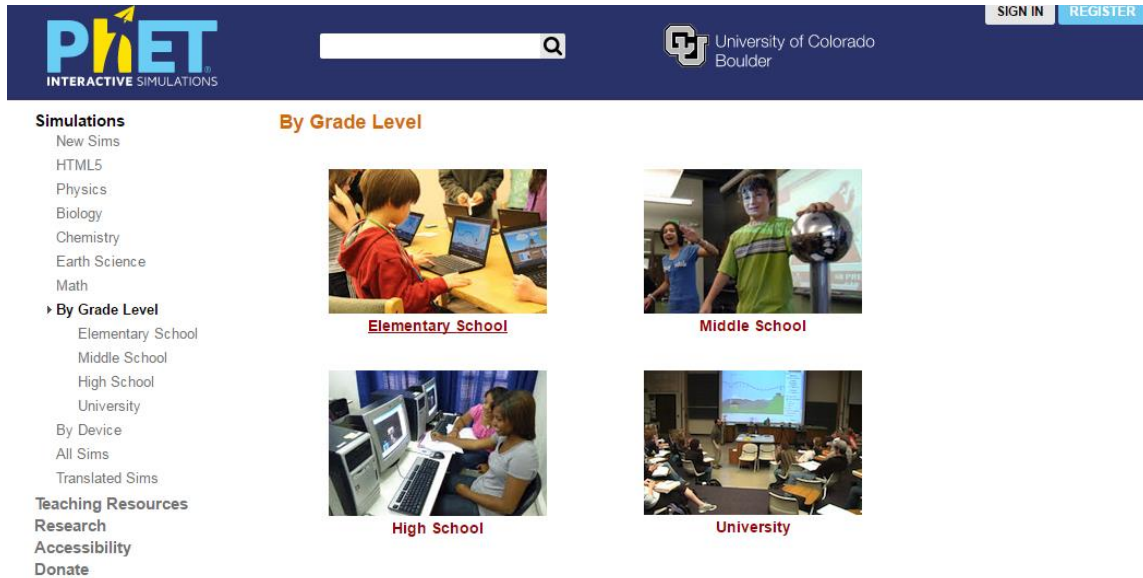 SIGN IN
REGISTER
PhET
INTERACTIVE SIMULATIONS
University of Colorado
Boulder
Simulations
New Sims
HTML5
Physics
Biology
Chemistry
Earth Science
Math
By Grade Level
Elementary School
Middle School
High School
University
By Device
All Sims
Translated Sims
Teaching Resources
Research
Accessibility
Donate
By Grade Level
Elementary School
Middle School
High School
University